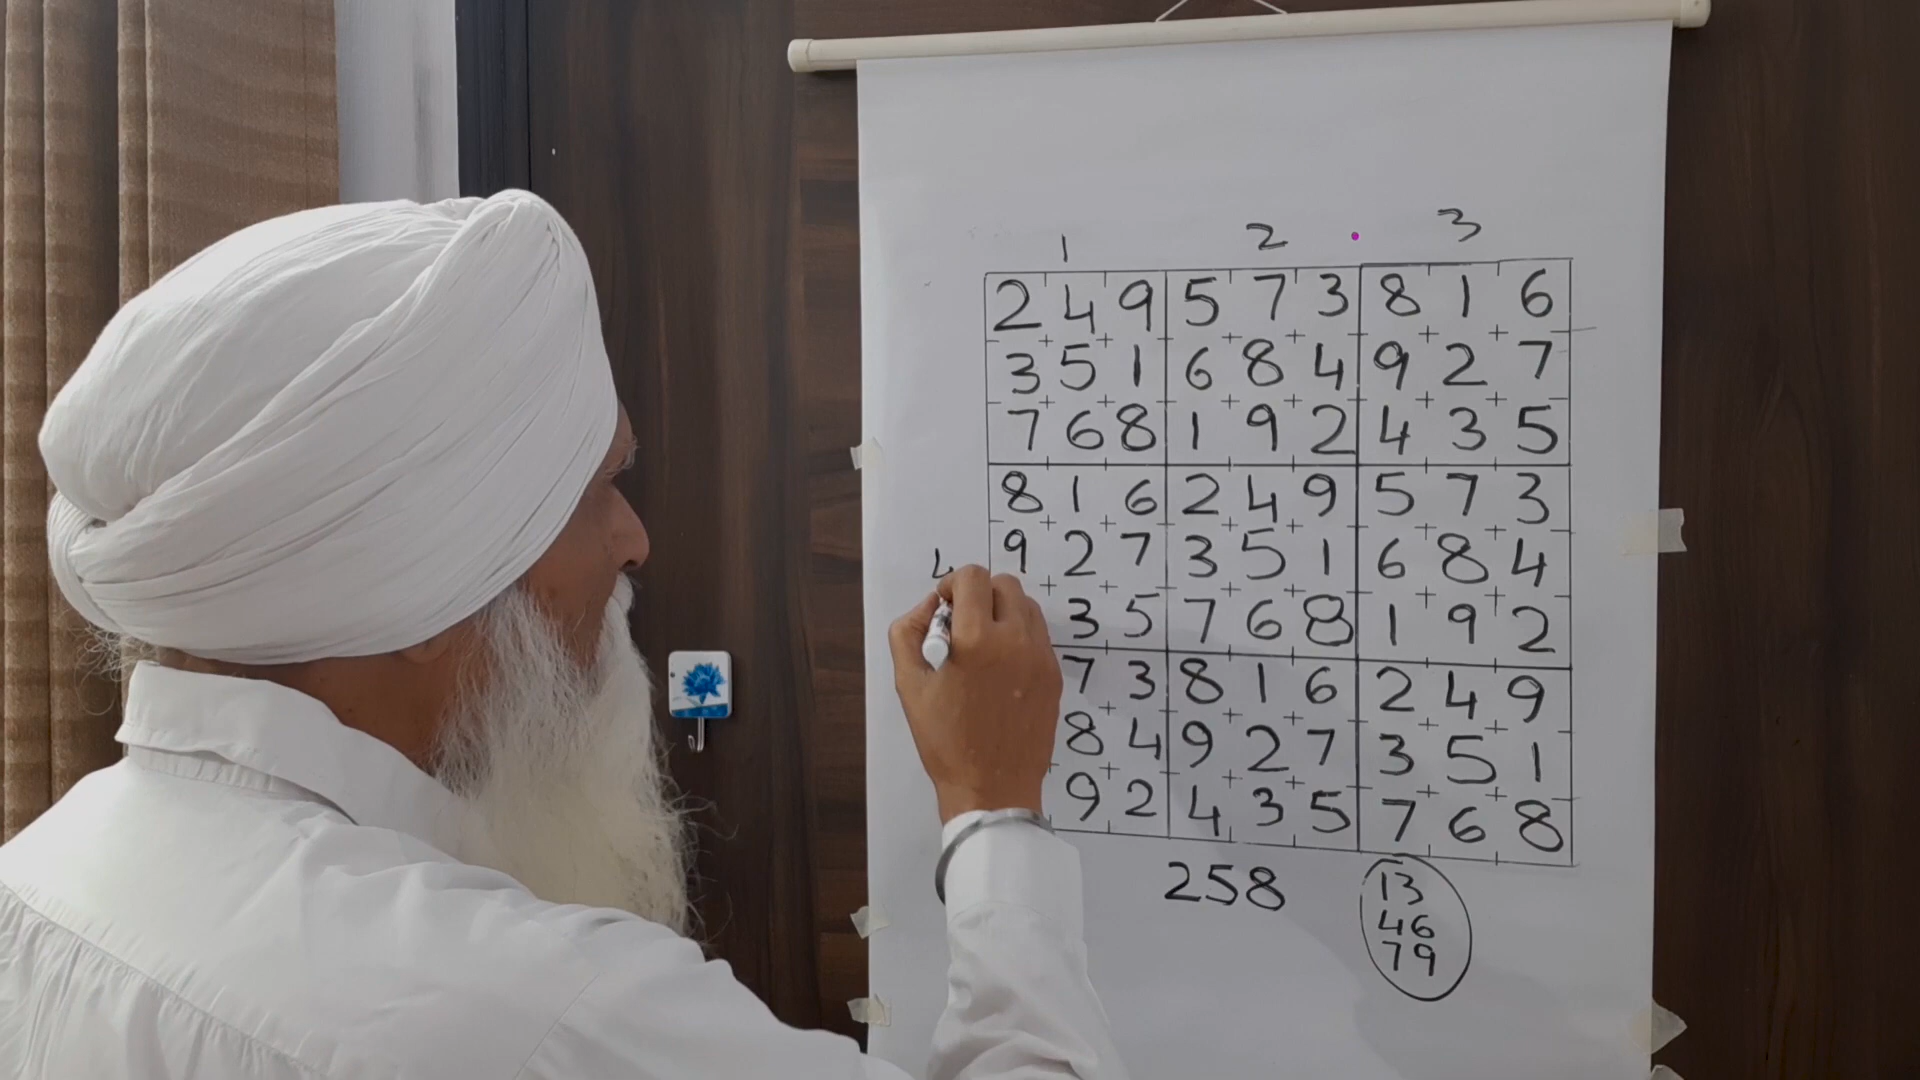 1 2 3
2 4 9 5 7 3 8 1 6
3 5 1 6 8 4 9 2 7
7 6 8 1 9 2 4 3 5
8 1 6 2 4 9 5 7 3
4 9 2 7 3 5 1 6 8 4
3 5 7 6 8 1 9 2
7 3 8 1 6 2 4 9
8 4 9 2 7 3 5 1
9 2 4 3 5 7 6 8
258
13
46
79